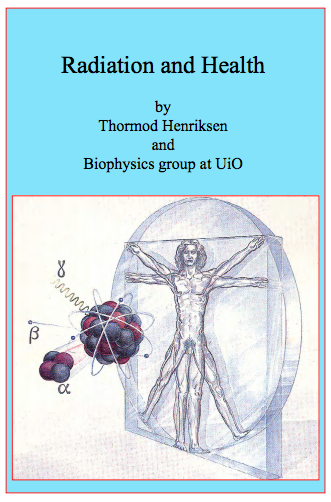 Radiation and Health
by
Thormod Henriksen
and
Biophysics group at UiO
γ
β
α